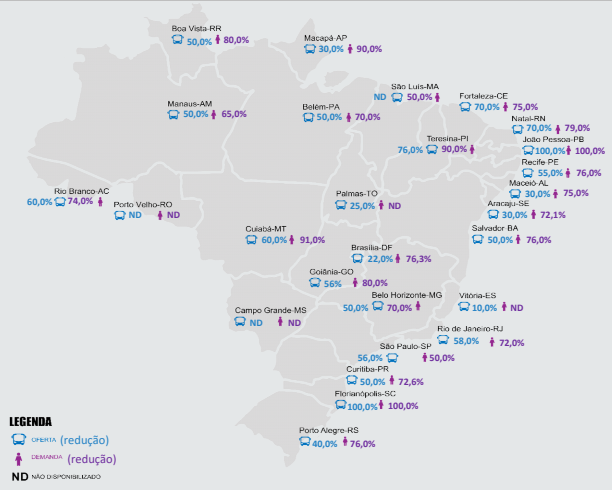 Boa Vista-RR
50,0% 80,0%
Macapá-AP
30,0% 90,0%
São Luís-MA
ND 50,0%
Fortaleza-CE
70,0% 75,0%
Manaus-AM
50,0% 65,0%
Belém-PA
50,0% 70,0%
Natal-RN
70,0% 79,0%
Teresina-PI
76,0% 90,0%
João Pessoa-PB
100,0% 100,0%
Recife-PE
55,0% 76,0%
Maceió-AL
30,0% 75,0%
Rio Branco-AC
60,0% 74,0%
Porto Velho-RO
ND ND
Palmas-TO
25,0% ND
Aracaju-SE
30,0% 72,1%
Cuiabá-MT
60,0% 91,0%
Salvador-BA
50,0% 76,0%
Brasília-DF
22,0% 76,3%
Goiânia-GO
56% 80,0%
Belo Horizonte-MG
50,0% 70,0%
Vitória-ES
10,0% ND
Campo Grande-MS
ND ND
Rio de Janeiro-RJ
58,0% 72,0%
São Paulo-SP
56,0% 50,0%
Curitiba-PR
50,0% 72,6%
Florianópolis-SC
100,0% 100,0%
Porto Alegre-RS
40,0% 76,0%
LEGENDA
OFERTA (redução)
DEMANDA (redução)
ND NÃO DISPONIBILIZADO